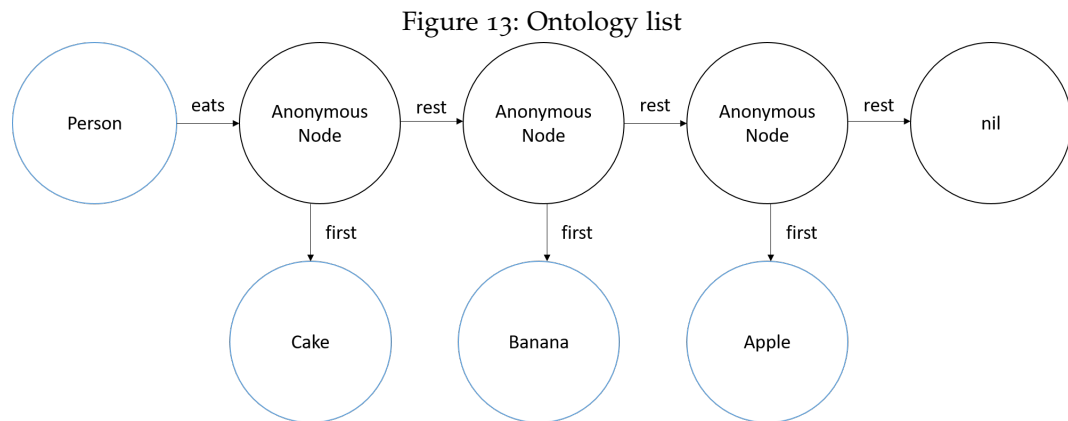 Figure 13: Ontology list
Person
eats
Anonymous
Node
rest
Anonymous
Node
rest
Anonymous
Node
rest
nil
first
first
first
Cake
Banana
Apple